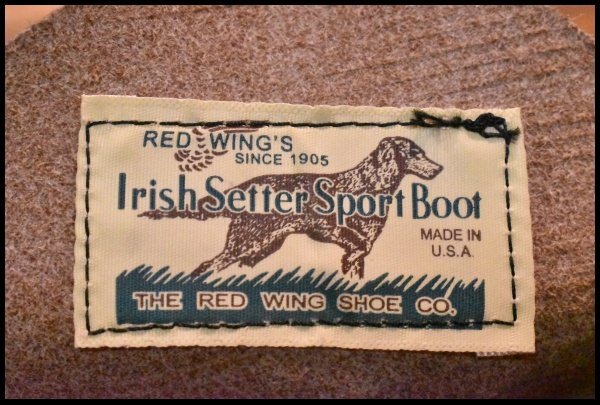 RED WING'S
SINCE 1905
Irish Setter Sport Boot
MADE IN
U.S.A.
THE RED WING SHOE CO.